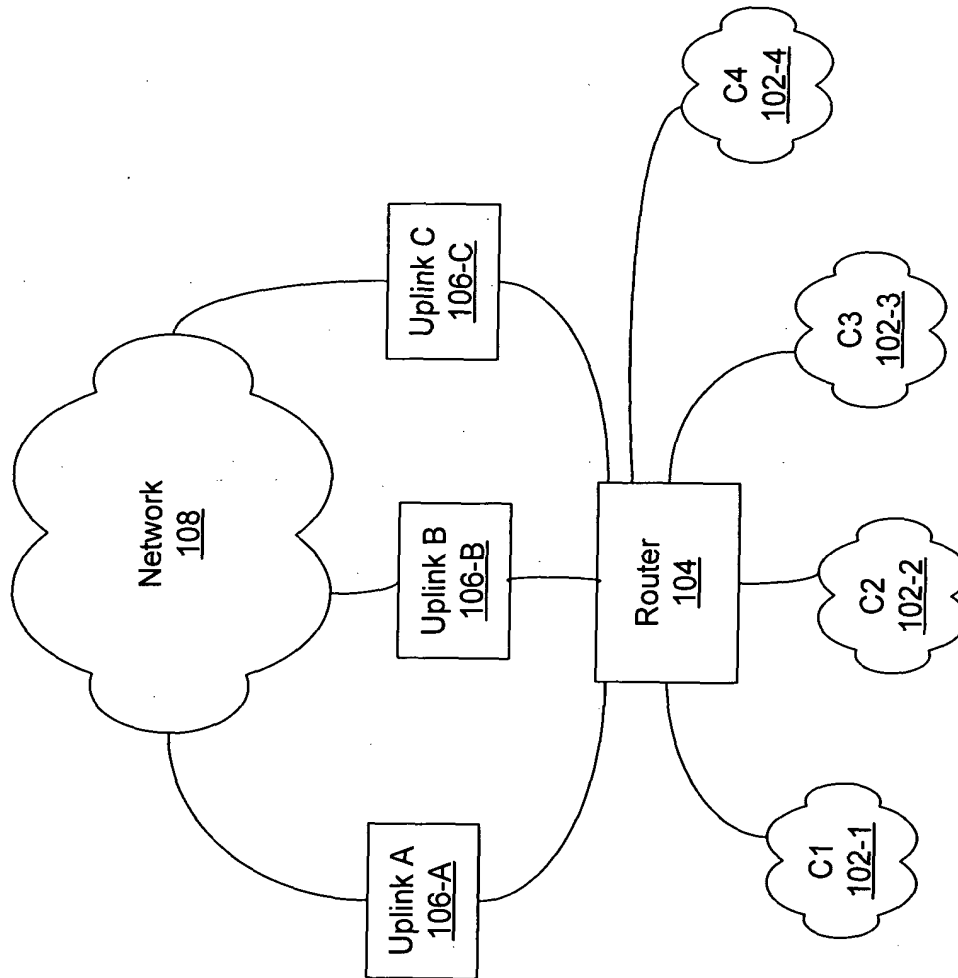 Network
108
Uplink A
106-A
Uplink B
106-B
Uplink C
106-C
Router
104
C1
102-1
C2
102-2
C3
102-3
C4
102-4